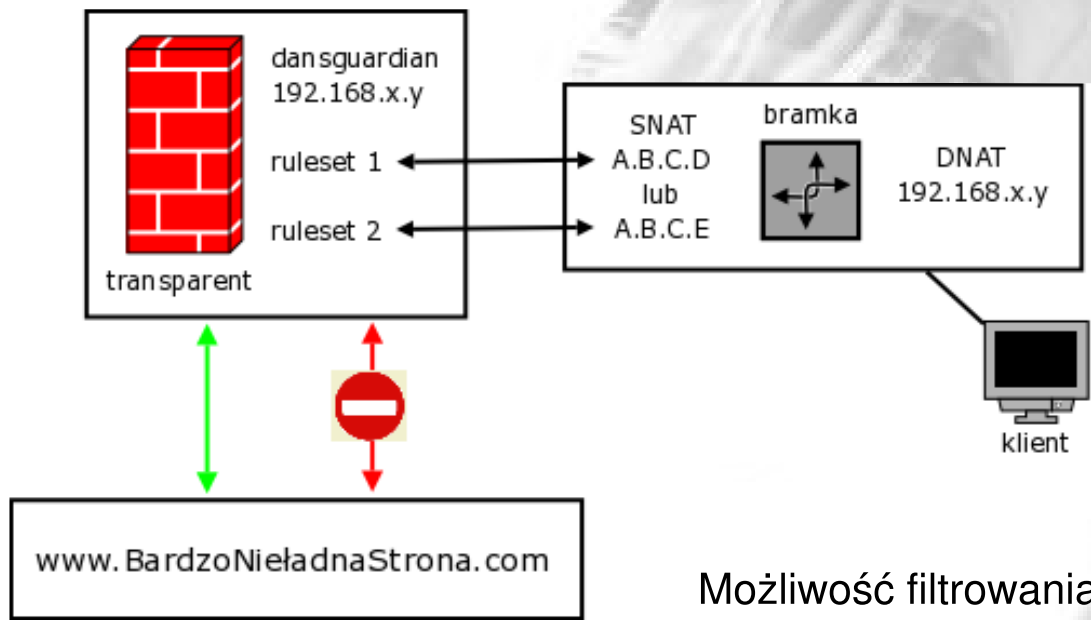 dansguardian
192.168.x.y
ruleset 1
ruleset 2
transparent
bramka
SNAT
A.B.C.D
lub
A.B.C.E
DNAT
192.168.x.y
klient
www.BardzoNieładnaStrona.com
Możliwość filtrowania